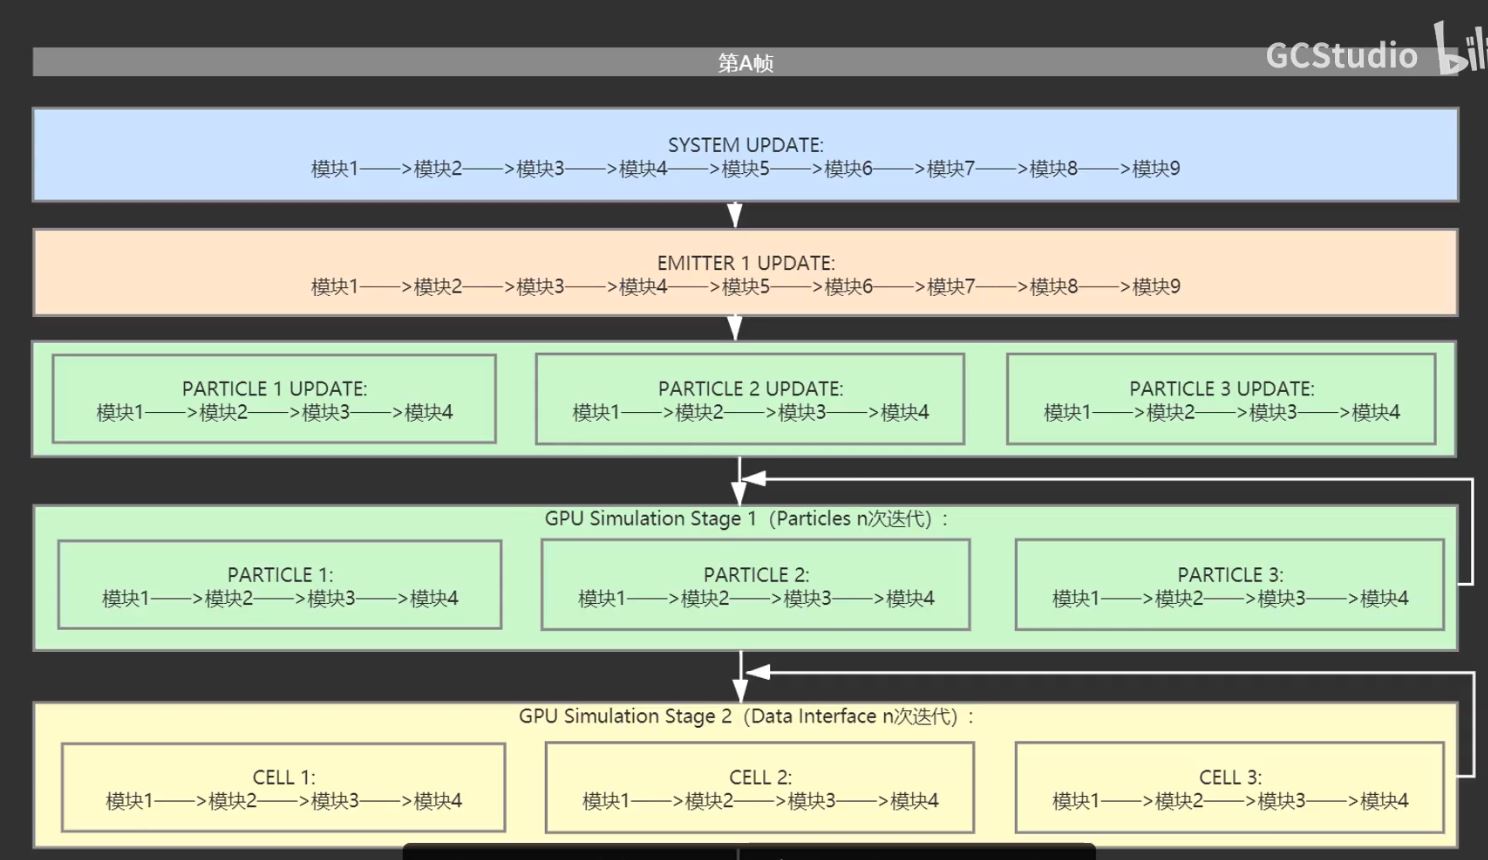 第A帧
GCStudio
SYSTEM UPDATE:
模块1——>模块2——>模块3——>模块4——>模块5——>模块6——>模块7——>模块8——>模块9
EMITTER 1 UPDATE:
模块1——>模块2——>模块3——>模块4——>模块5——>模块6——>模块7——>模块8——>模块9
PARTICLE 1 UPDATE:
模块1——>模块2——>模块3——>模块4
PARTICLE 2 UPDATE:
模块1——>模块2——>模块3——>模块4
PARTICLE 3 UPDATE:
模块1——>模块2——>模块3——>模块4
GPU Simulation Stage 1（Particles n次迭代）:
PARTICLE 1:
模块1——>模块2——>模块3——>模块4
PARTICLE 2:
模块1——>模块2——>模块3——>模块4
PARTICLE 3:
模块1——>模块2——>模块3——>模块4
GPU Simulation Stage 2（Data Interface n次迭代）:
CELL 1:
模块1——>模块2——>模块3——>模块4
CELL 2:
模块1——>模块2——>模块3——>模块4
CELL 3:
模块1——>模块2——>模块3——>模块4